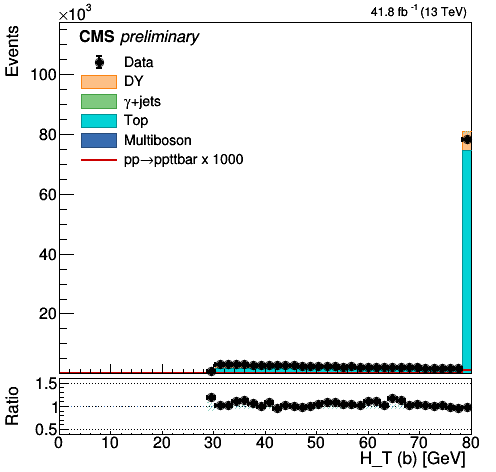 ×10³
41.8 fb⁻¹ (13 TeV)
Events
CMS preliminary
Data
DY
γ+jets
Top
Multiboson
pp→ppttbar x 1000
100
80
60
40
20
Ratio
1.5
1
0.5
0 10 20 30 40 50 60 70 80
H_T (b) [GeV]